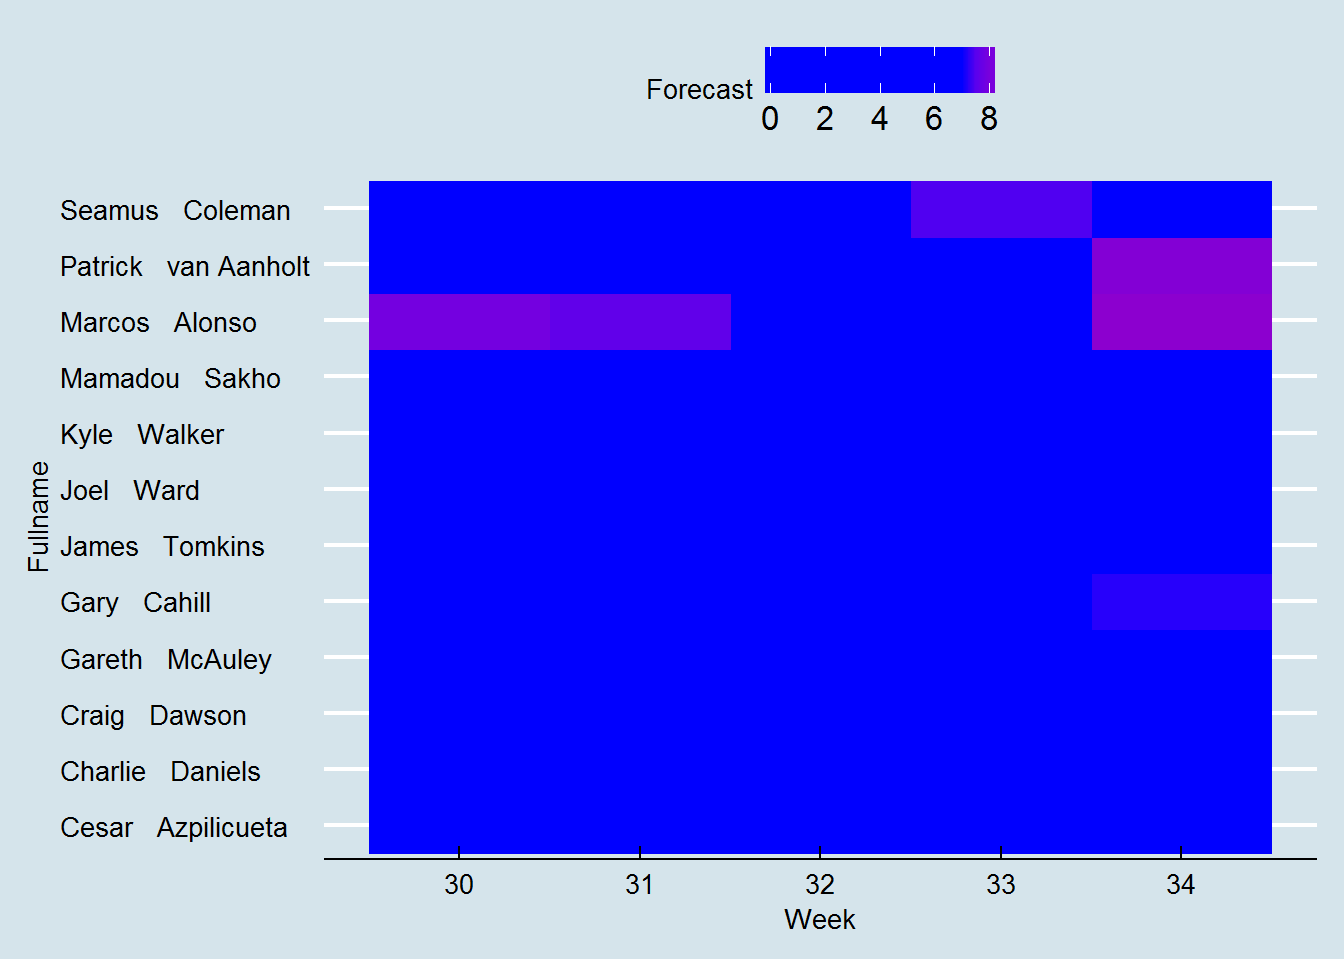 Forecast
0 2 4 6 8
Seamus Coleman
Patrick van Aanholt
Marcos Alonso
Mamadou Sakho
Kyle Walker
Joel Ward
James Tomkins
Gary Cahill
Gareth McAuley
Craig Dawson
Charlie Daniels
Cesar Azpilicueta
Fullname
30 31 32 33 34
Week